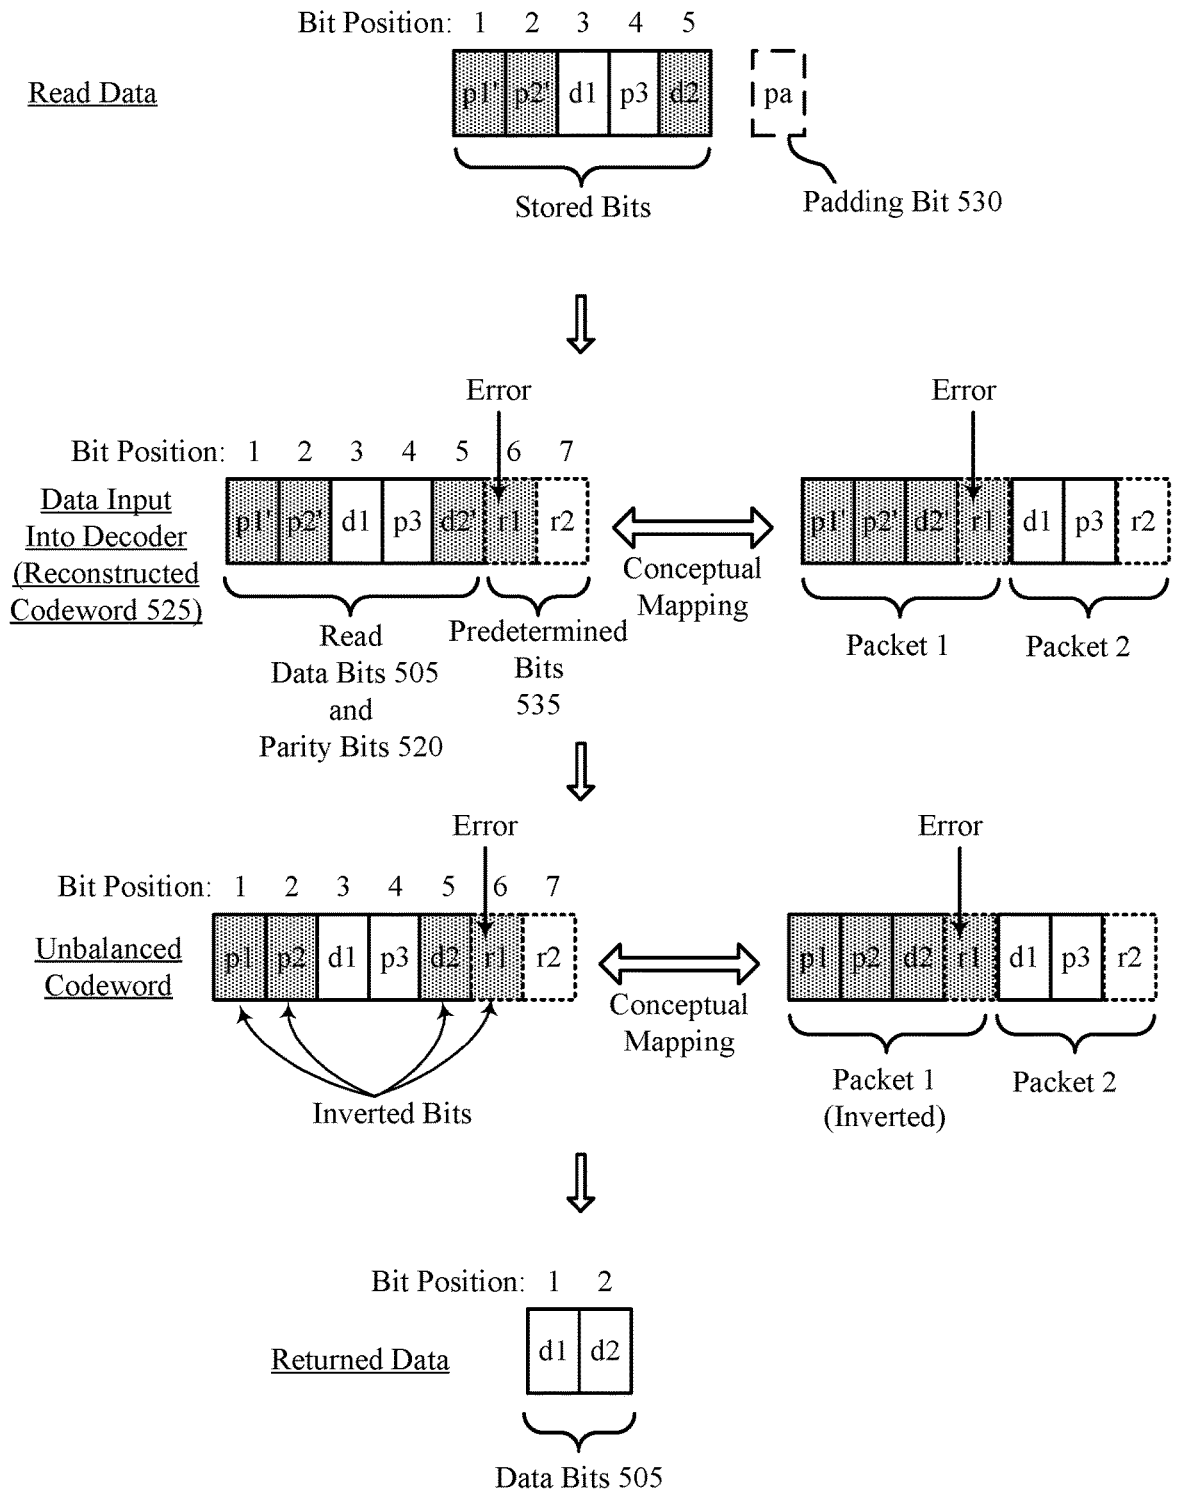 Bit Position: 1 2 3 4 5
Read Data
p1' p2' d1 p3 d2 pa
Stored Bits
Padding Bit 530
Error Error
Bit Position: 1 2 3 4 5 6 7
Data Input
Into Decoder
(Reconstructed
Codeword 525)
p1' p2' d1 p3 d2' r1 r2
Conceptual
Mapping
p1' p2' d2' r1 d1 p3 r2
Read
Data Bits 505
and
Parity Bits 520
Predetermined
Bits
535
Packet 1 Packet 2
Error Error
Bit Position: 1 2 3 4 5 6 7
Unbalanced
Codeword
p1 p2 d1 p3 d2 r1 r2
Conceptual
Mapping
p1 p2 d2 r1 d1 p3 r2
Inverted Bits
Packet 1
(Inverted)
Packet 2
Bit Position: 1 2
Returned Data
d1 d2
Data Bits 505